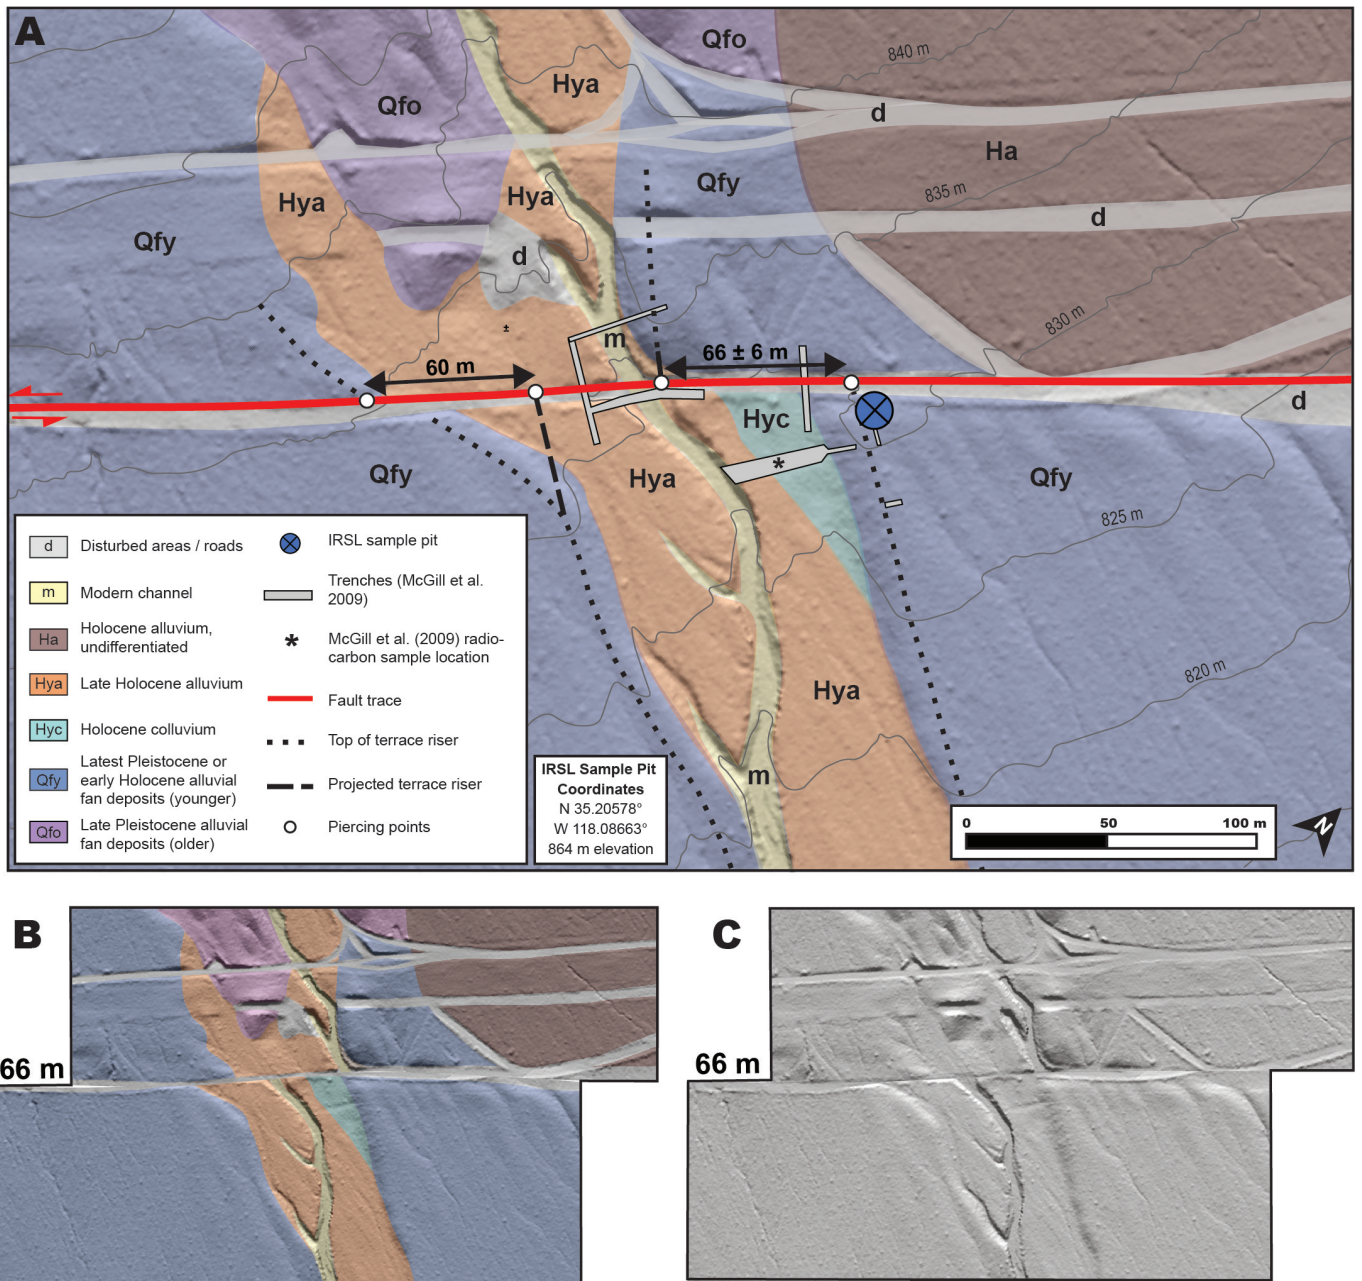 A
Qfo
840 m
Hya
Qfo
d
Ha
Qfy
835 m
Hya
Hya
d
Qfy
d
830 m
±
m
66 ± 6 m
60 m
d
Hyc
Qfy
Hya
*
Qfy
825 m
820 m
Hya
m
d
Disturbed areas / roads
m
Modern channel
Ha
Holocene alluvium,
undifferentiated
Hya
Late Holocene alluvium
Hyc
Holocene colluvium
Qfy
Latest Pleistocene or
early Holocene alluvial
fan deposits (younger)
Qfo
Late Pleistocene alluvial
fan deposits (older)
IRSL sample pit
Trenches (McGill et al.
2009)
*
McGill et al. (2009) radio-
carbon sample location
Fault trace
Top of terrace riser
Projected terrace riser
Piercing points
IRSL Sample Pit
Coordinates
N 35.20578°
W 118.08663°
864 m elevation
0 50 100 m
N
B
66 m
C
66 m